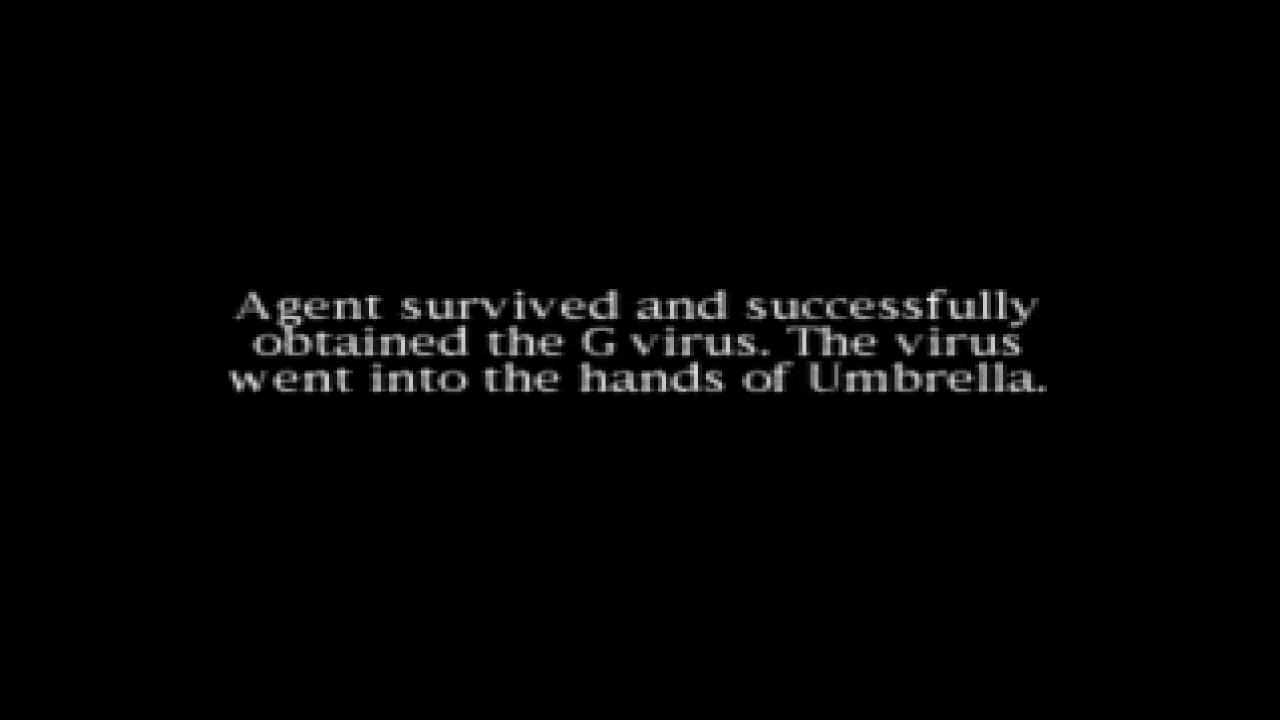 Agent survived and successfully
obtained the G virus. The virus
went into the hands of Umbrella.